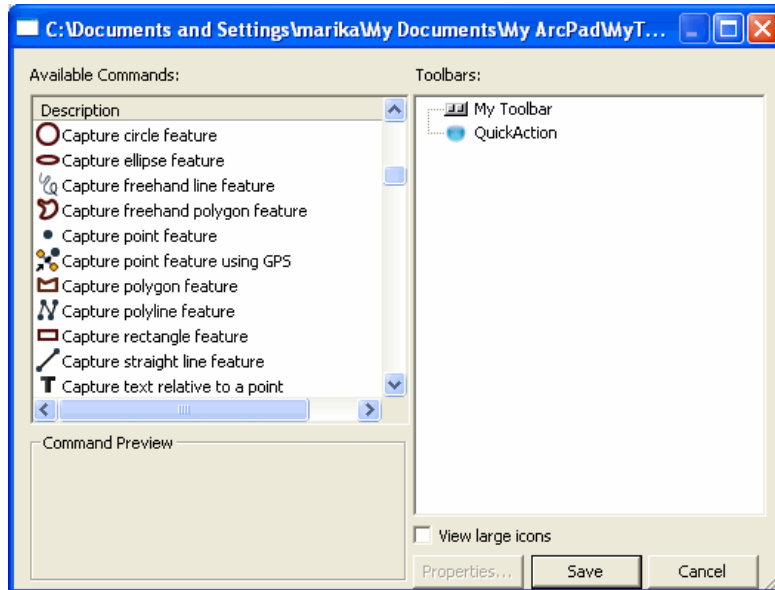 C:\Documents and Settings\marika\My Documents\My ArcPad\MyT...
Available Commands:
Description
Capture circle feature
Capture ellipse feature
Capture freehand line feature
Capture freehand polygon feature
Capture point feature
Capture point feature using GPS
Capture polygon feature
Capture polyline feature
Capture rectangle feature
Capture straight line feature
T Capture text relative to a point
Command Preview
Toolbars:
My Toolbar
QuickAction
View large icons
Properties...
Save
Cancel